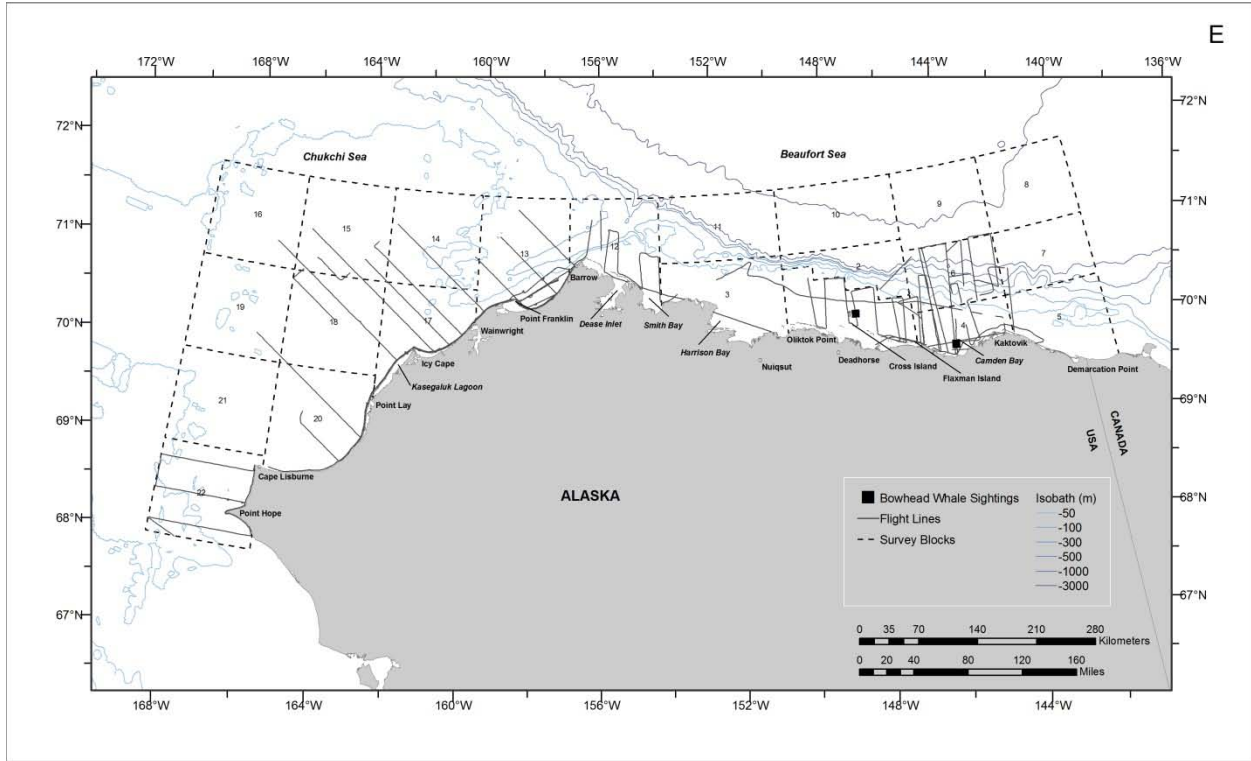 E
172°W 168°W 164°W 160°W 156°W 152°W 148°W 144°W 140°W 136°W
72°N 72°N
Chukchi Sea Beaufort Sea
8
16 15 14 13 12 11 10 9
71°N 71°N
7
2 6
Barrow
19 18 17 3 4 5
70°N 70°N
Point Franklin Dease Inlet Smith Bay
Wainwright
Harrison Bay Oliktok Point Kaktovik
Icy Cape Nuiqsut Deadhorse Cross Island Camden Bay
Kasegaluk Lagoon Flaxman Island Demarcation Point
21 Point Lay
69°N 69°N
20
USA CANADA
Cape Lisburne
22
Point Hope
68°N 68°N
ALASKA
Bowhead Whale Sightings
Flight Lines
Survey Blocks
Isobath (m)
-50
-100
-300
-500
-1000
-3000
67°N 67°N
0 35 70 140 210 280
Kilometers
0 20 40 80 120 160
Miles
168°W 164°W 160°W 156°W 152°W 148°W 144°W